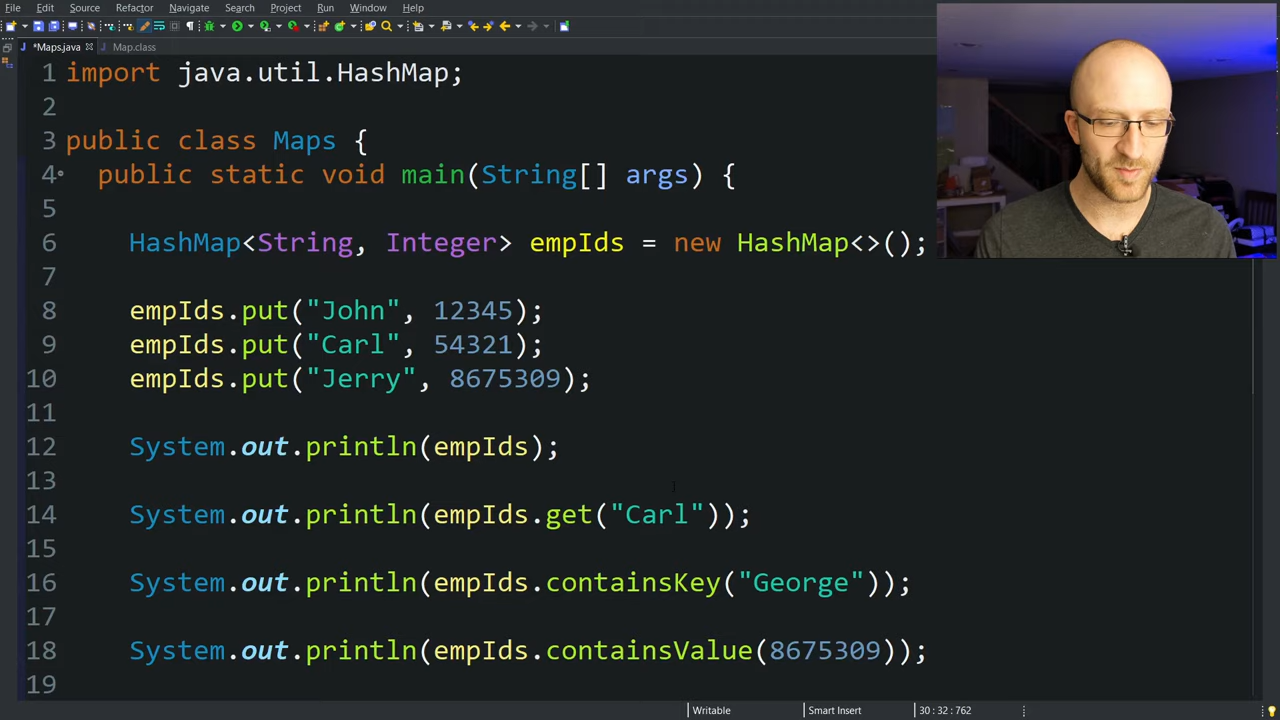 File Edit Source Refactor Navigate Search Project Run Window Help
*Maps.java Map.class
1 import java.util.HashMap;
2
3 public class Maps {
4 public static void main(String[] args) {
5
6 HashMap<String, Integer> empIds = new HashMap<>();
7
8 empIds.put("John", 12345);
9 empIds.put("Carl", 54321);
10 empIds.put("Jerry", 8675309);
11
12 System.out.println(empIds);
13
14 System.out.println(empIds.get("Carl"));
15
16 System.out.println(empIds.containsKey("George"));
17
18 System.out.println(empIds.containsValue(8675309));
19
Writable Smart Insert 30 : 32 : 762